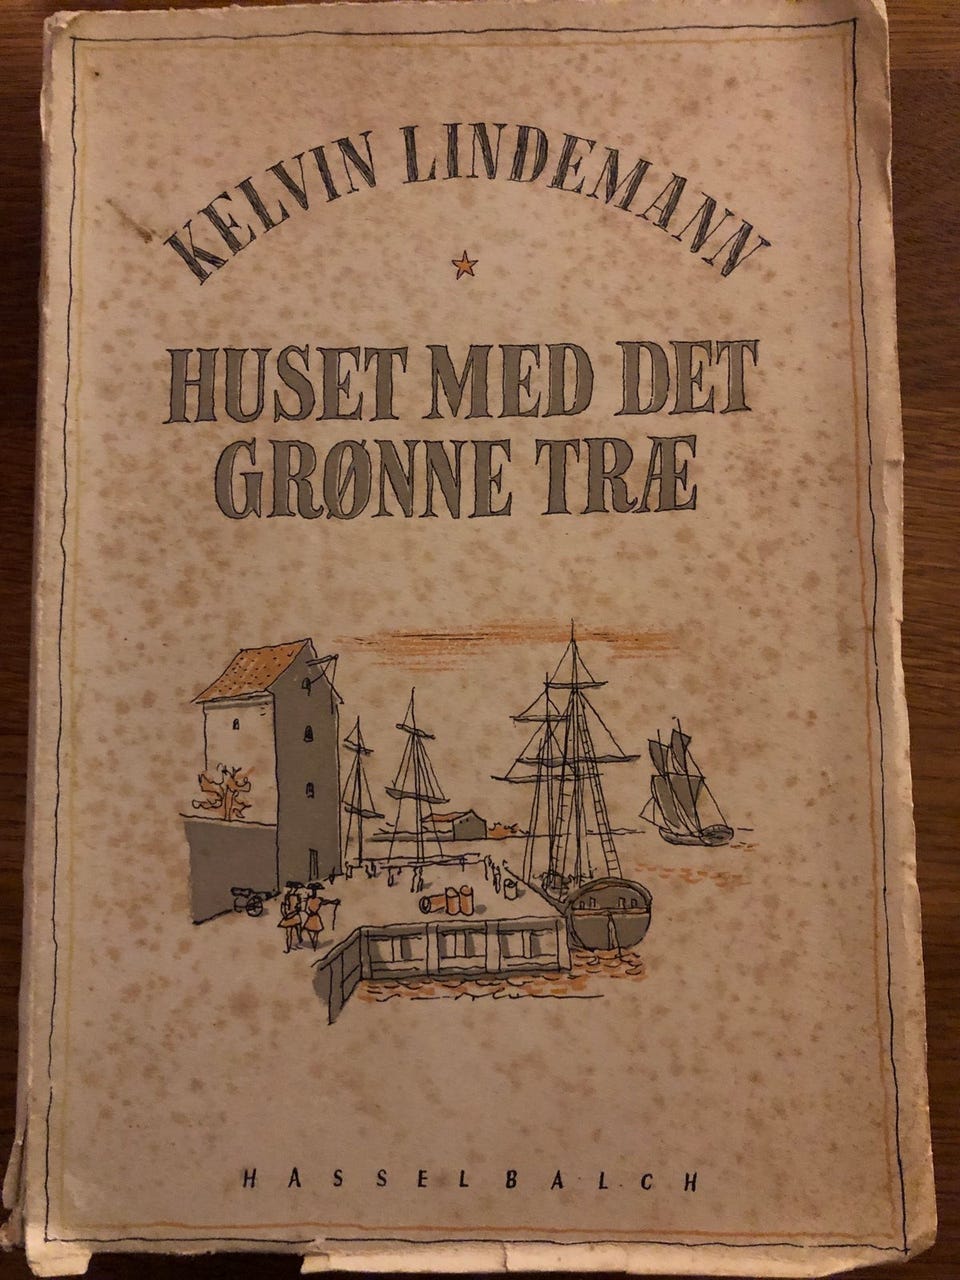 KELVIN LINDEMANN
HUSET MED DET
GRØNNE TRÆ
HASSELBALCH